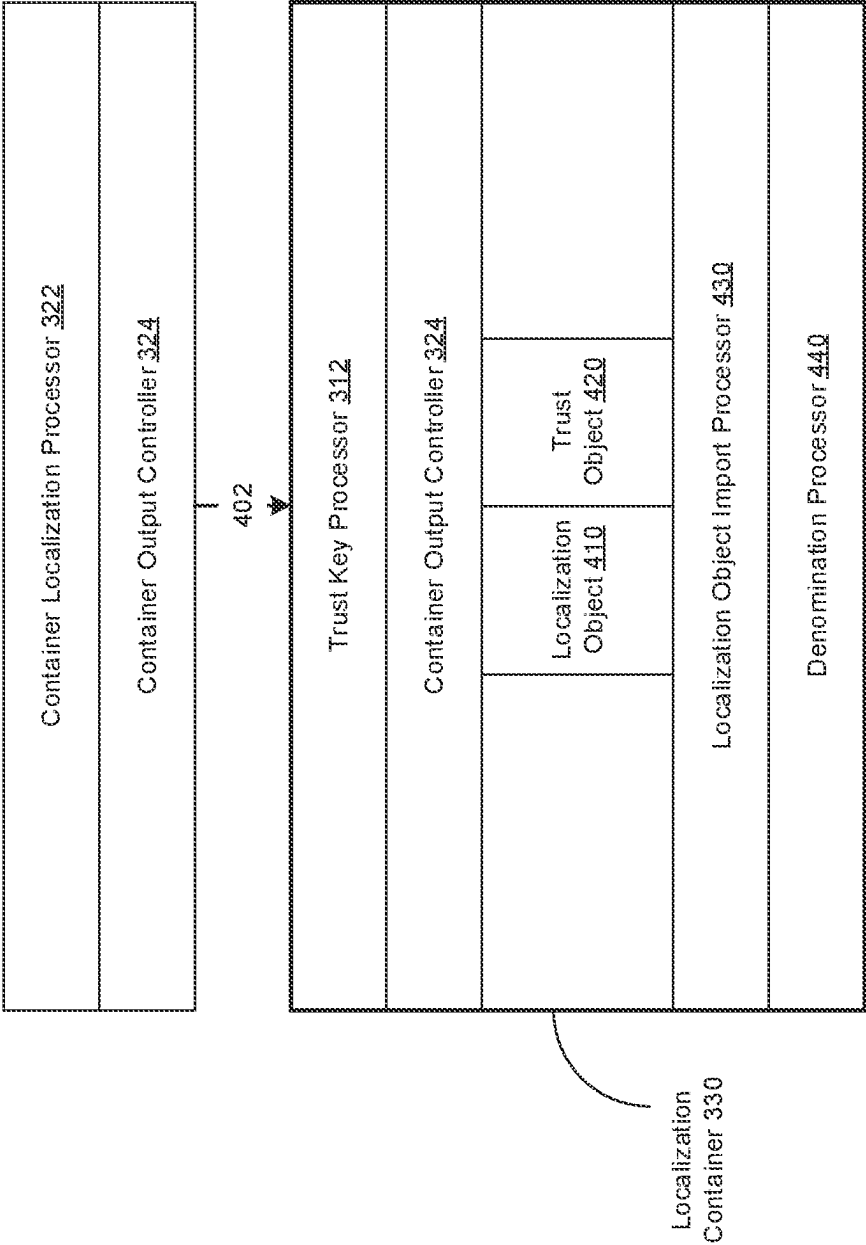 Container Localization Processor 322
Container Output Controller 324
402
Trust Key Processor 312
Container Output Controller 324
Localization
Object 410
Trust
Object 420
Localization Object Import Processor 430
Denomination Processor 440
Localization
Container 330